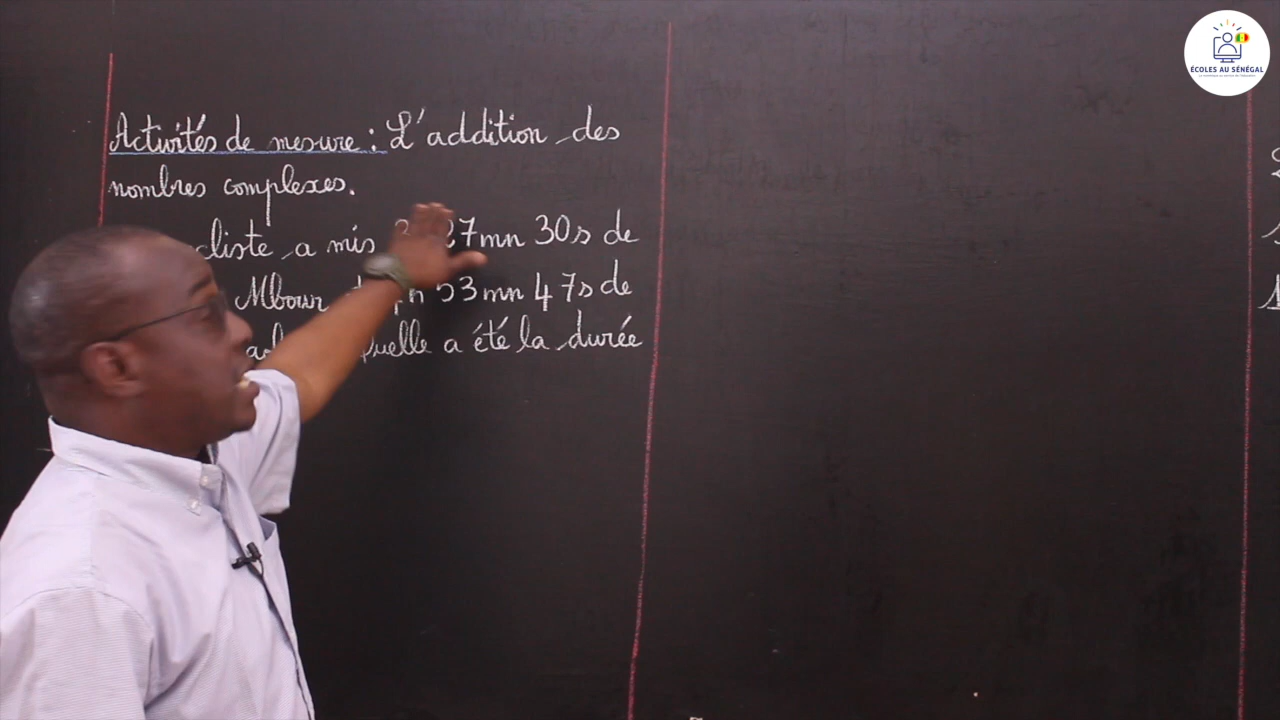 Activités de mesure : L'addition des
nombres complexes.
cliste a mis 27mn 30s de
Mbour 53mn 47s de
quelle a été la durée
ÉCOLES AU SÉNÉGAL